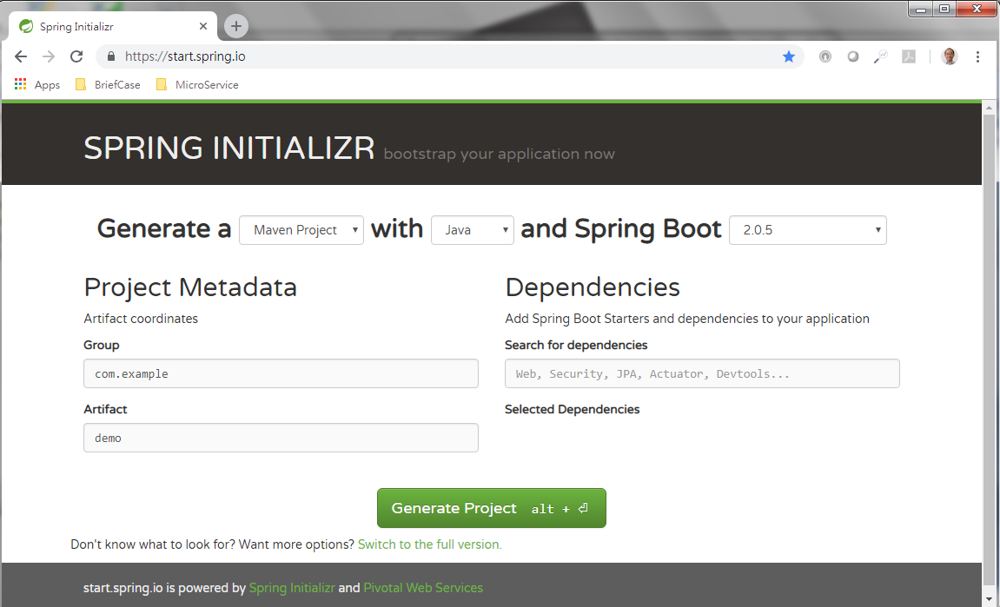 Spring Initializr
https://start.spring.io
Apps BriefCase MicroService
SPRING INITIALIZR bootstrap your application now
Generate a Maven Project with Java and Spring Boot 2.0.5
Project Metadata
Artifact coordinates
Group
com.example
Artifact
demo
Dependencies
Add Spring Boot Starters and dependencies to your application
Search for dependencies
Web, Security, JPA, Actuator, Devtools...
Selected Dependencies
Generate Project alt + ⏎
Don't know what to look for? Want more options? Switch to the full version.
start.spring.io is powered by Spring Initializr and Pivotal Web Services